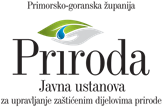 Primorsko-goranska županija
Priroda
Javna ustanova
za upravljanje zaštićenim dijelovima prirode